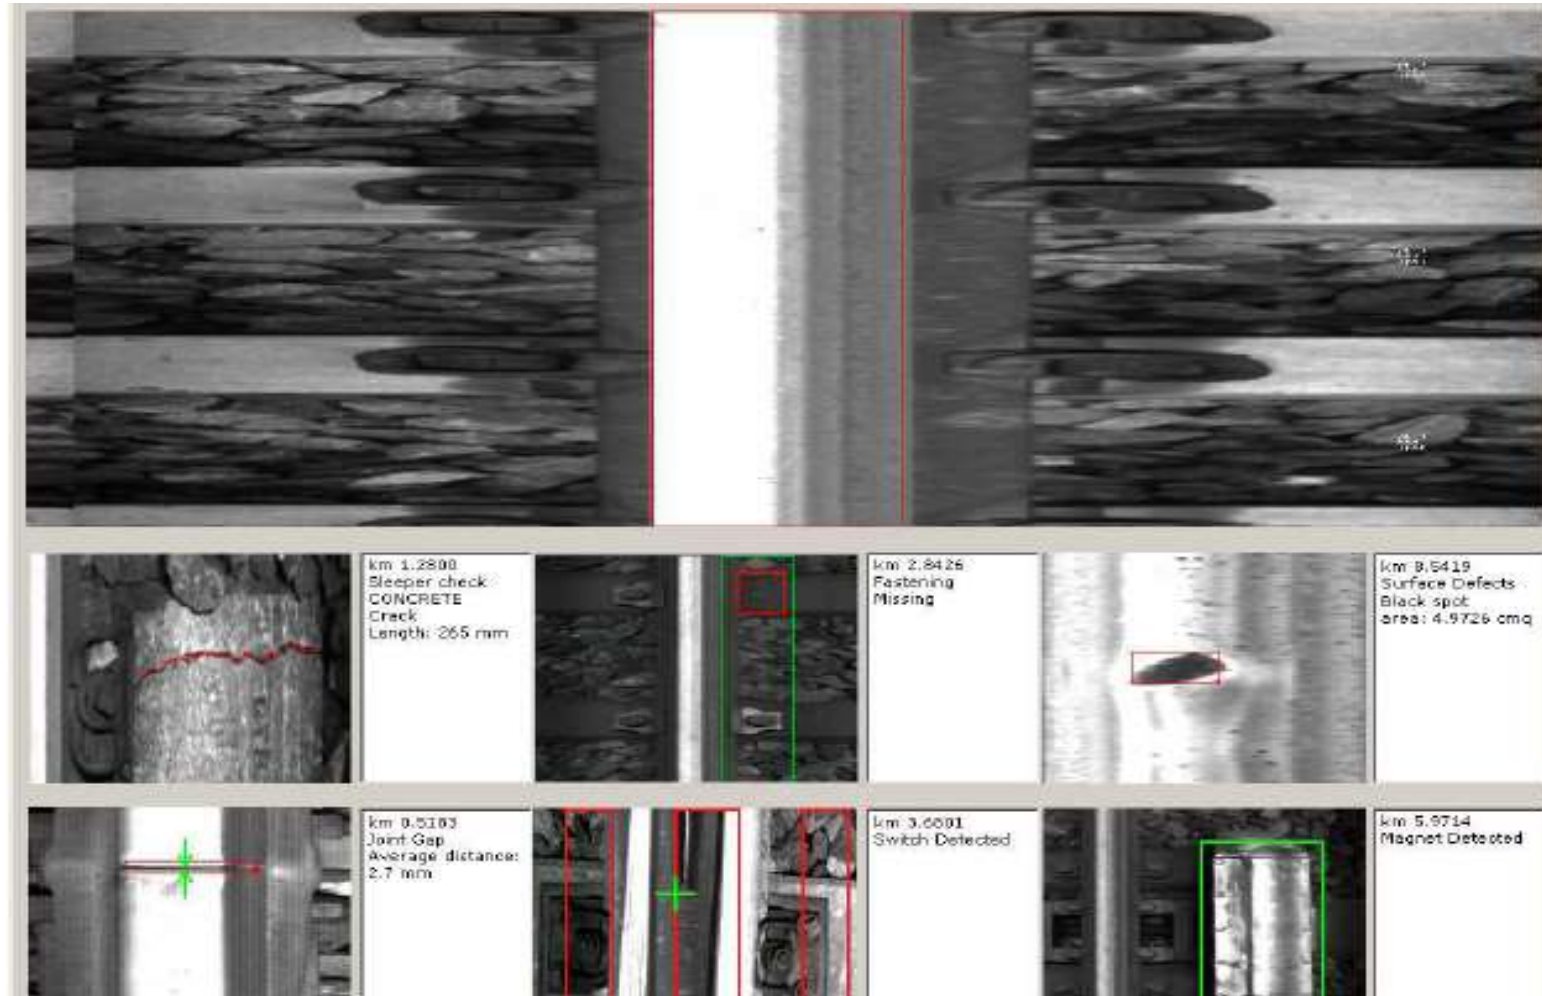 km 1.2800
Sleeper check
CONCRETE
Crack
Length: 265 mm
km 2.8426
Fastening
Missing
km 8.5419
Surface Defects
Black spot
area: 4.9726 cmq
km 0.5183
Joint Gap
Average distance:
2.7 mm
km 3.6801
Switch Detected
km 5.9714
Magnet Detected